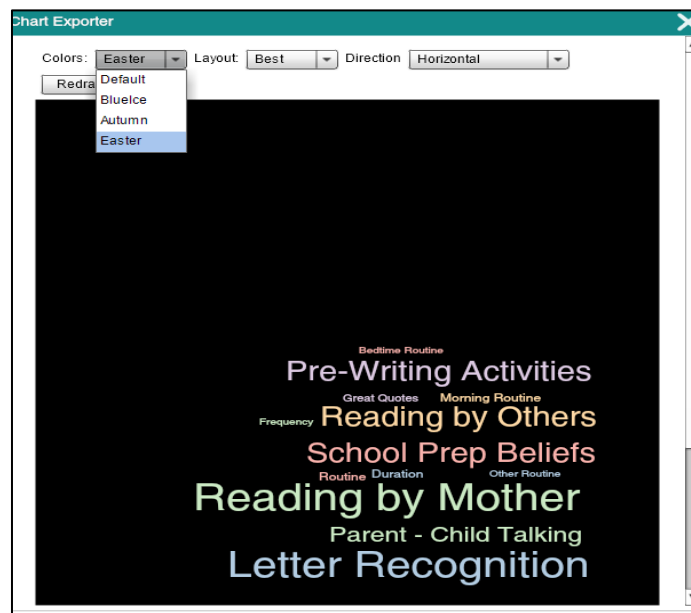 Chart Exporter
Colors: Easter Layout: Best Direction Horizontal
Redra
Default
BlueIce
Autumn
Easter
Bedtime Routine
Pre-Writing Activities
Great Quotes Morning Routine
Frequency Reading by Others
School Prep Beliefs
Routine Duration Other Routine
Reading by Mother
Parent - Child Talking
Letter Recognition